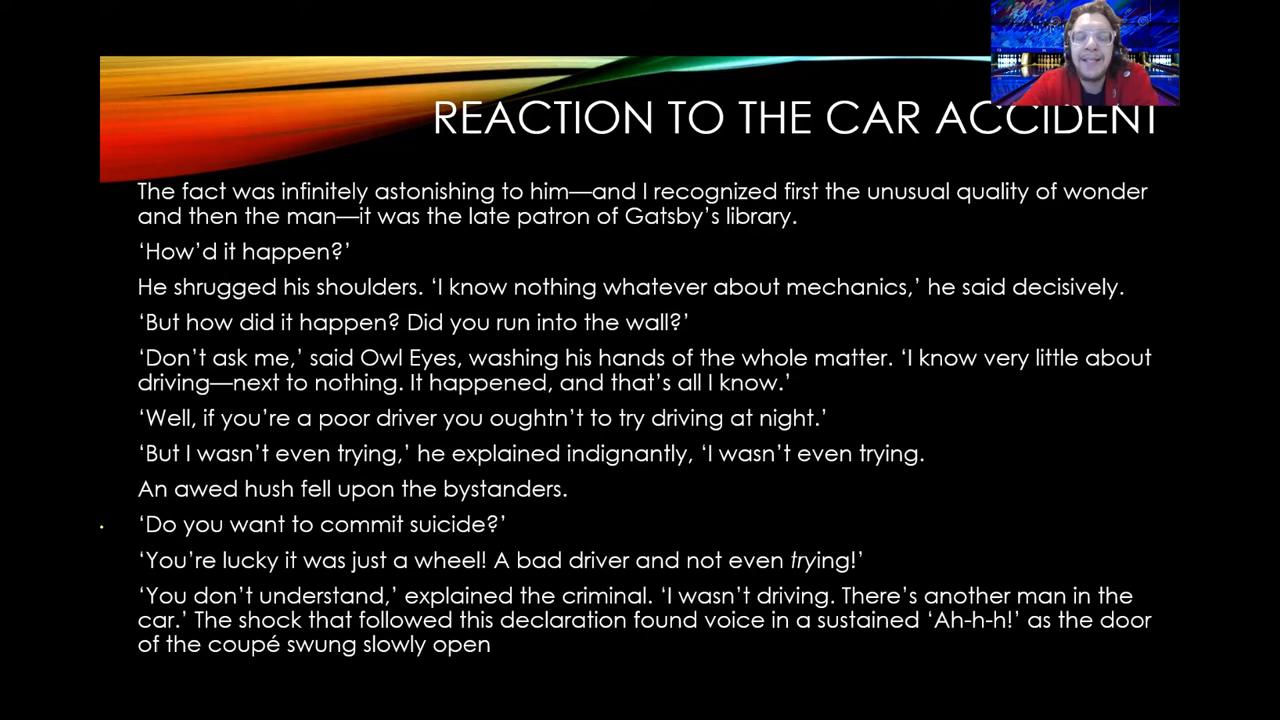 REACTION TO THE CAR ACCIDENT
The fact was infinitely astonishing to him—and I recognized first the unusual quality of wonder
and then the man—it was the late patron of Gatsby’s library.
‘How’d it happen?’
He shrugged his shoulders. ‘I know nothing whatever about mechanics,’ he said decisively.
‘But how did it happen? Did you run into the wall?’
‘Don’t ask me,’ said Owl Eyes, washing his hands of the whole matter. ‘I know very little about
driving—next to nothing. It happened, and that’s all I know.’
‘Well, if you’re a poor driver you oughtn’t to try driving at night.’
‘But I wasn’t even trying,’ he explained indignantly, ‘I wasn’t even trying.
An awed hush fell upon the bystanders.
‘Do you want to commit suicide?’
‘You’re lucky it was just a wheel! A bad driver and not even trying!’
‘You don’t understand,’ explained the criminal. ‘I wasn’t driving. There’s another man in the
car.’ The shock that followed this declaration found voice in a sustained ‘Ah-h-h!’ as the door
of the coupé swung slowly open